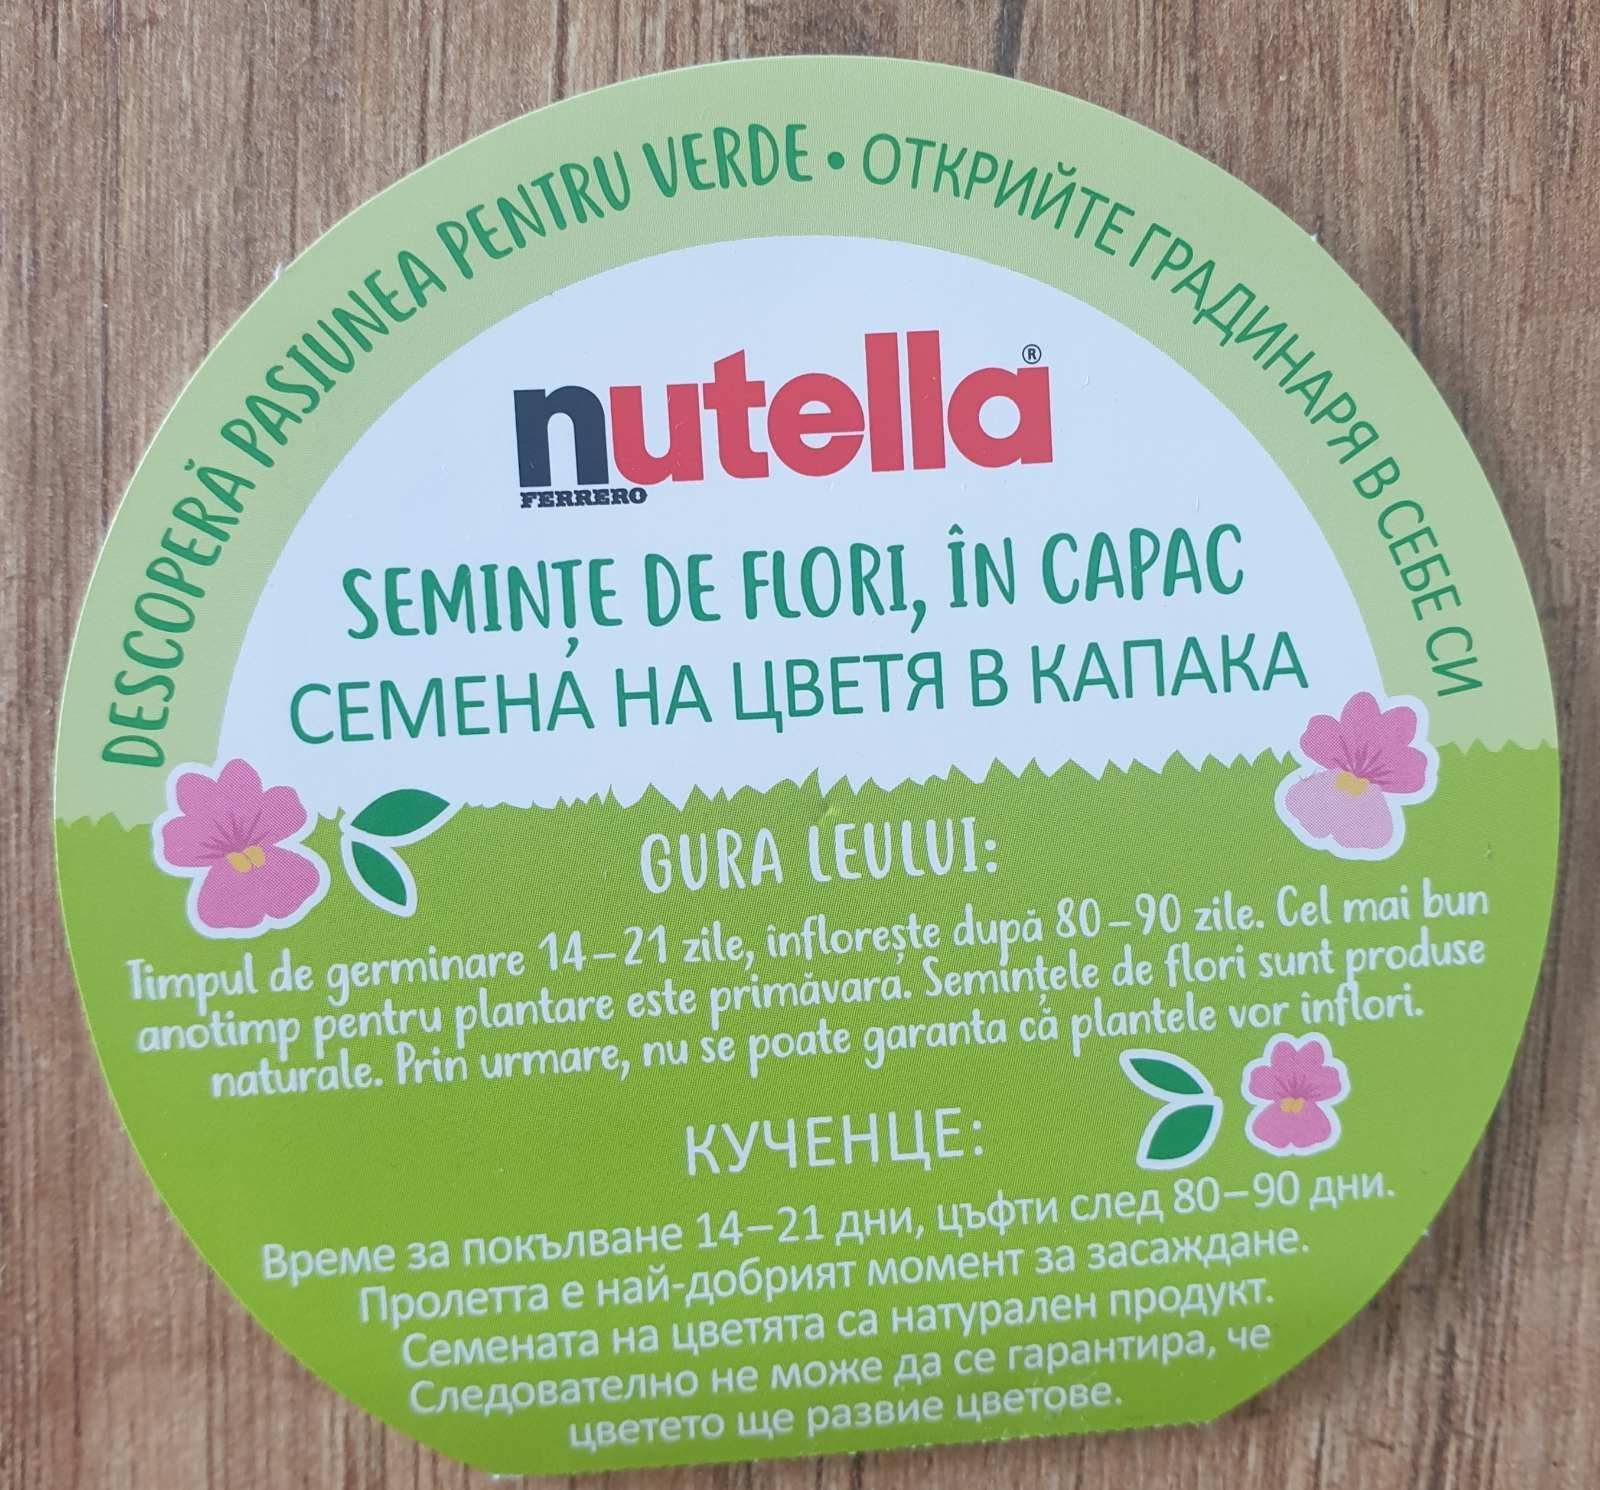 DESCOPERĂ PASIUNEA PENTRU VERDE • ОТКРИЙТЕ ГРАДИНАРЯ В СЕБЕ СИ
nutella®
FERRERO
SEMINȚE DE FLORI, ÎN CAPAC
СЕМЕНА НА ЦВЕТЯ В КАПАКА
GURA LEULUI:
Timpul de germinare 14–21 zile, înflorește după 80–90 zile. Cel mai bun
anotimp pentru plantare este primăvara. Semințele de flori sunt produse
naturale. Prin urmare, nu se poate garanta că plantele vor înflori.
КУЧЕНЦЕ:
Време за покълване 14–21 дни, цъфти след 80–90 дни.
Пролетта е най-добрият момент за засаждане.
Семената на цветята са натурален продукт.
Следователно не може да се гарантира, че
цветето ще развие цветове.